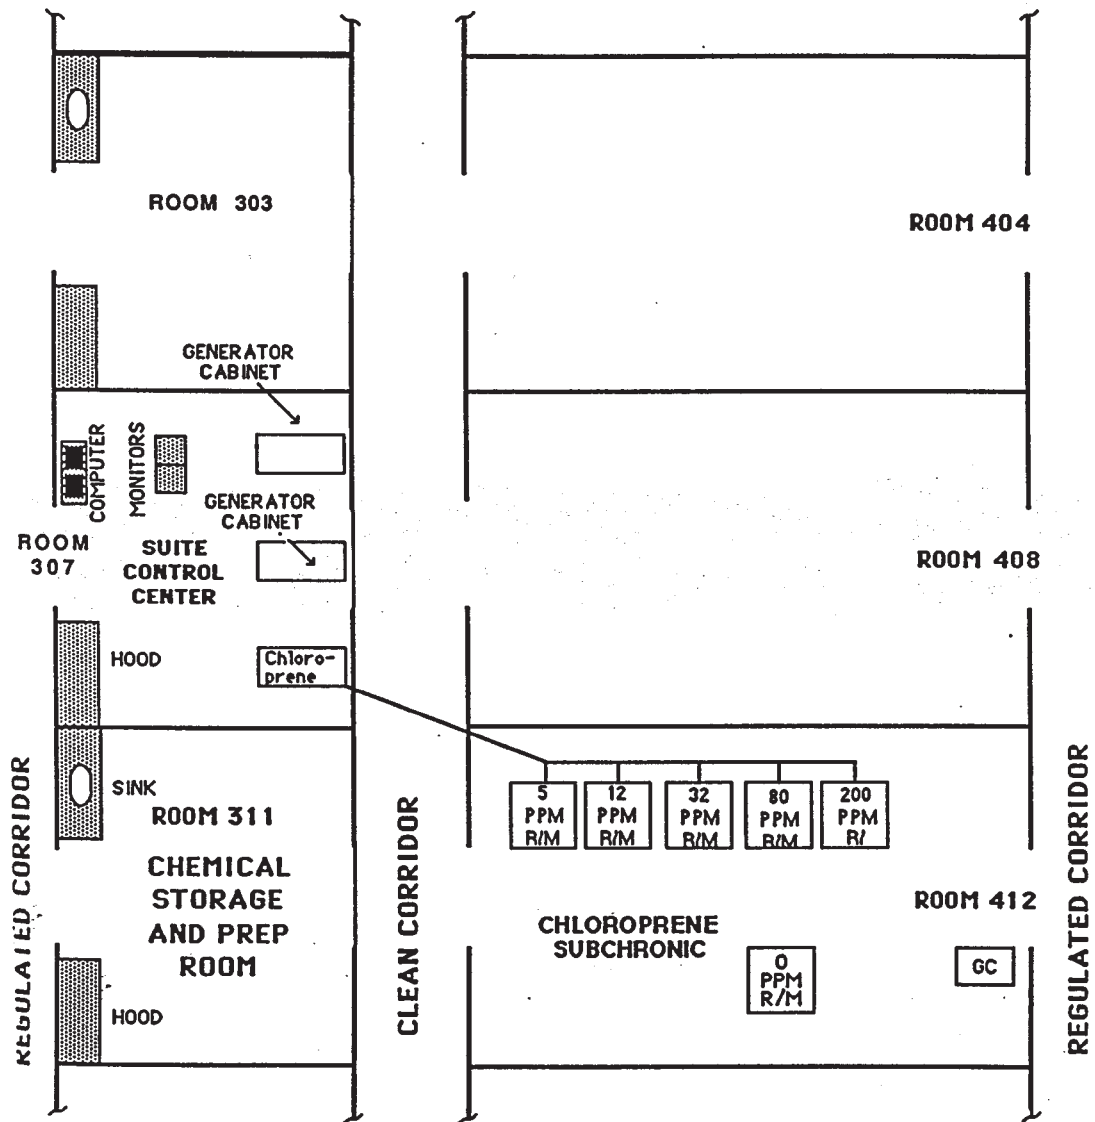 ROOM 303
ROOM 404
GENERATOR
CABINET
COMPUTER
MONITORS
GENERATOR
CABINET
ROOM
307
SUITE
CONTROL
CENTER
ROOM 408
HOOD
Chloro-
prene
SINK
ROOM 311
CHEMICAL
STORAGE
AND PREP
ROOM
HOOD
REGULATED CORRIDOR
CLEAN CORRIDOR
5
PPM
R/M
12
PPM
R/M
32
PPM
R/M
80
PPM
R/M
200
PPM
R/
ROOM 412
CHLOROPRENE
SUBCHRONIC
0
PPM
R/M
GC
REGULATED CORRIDOR